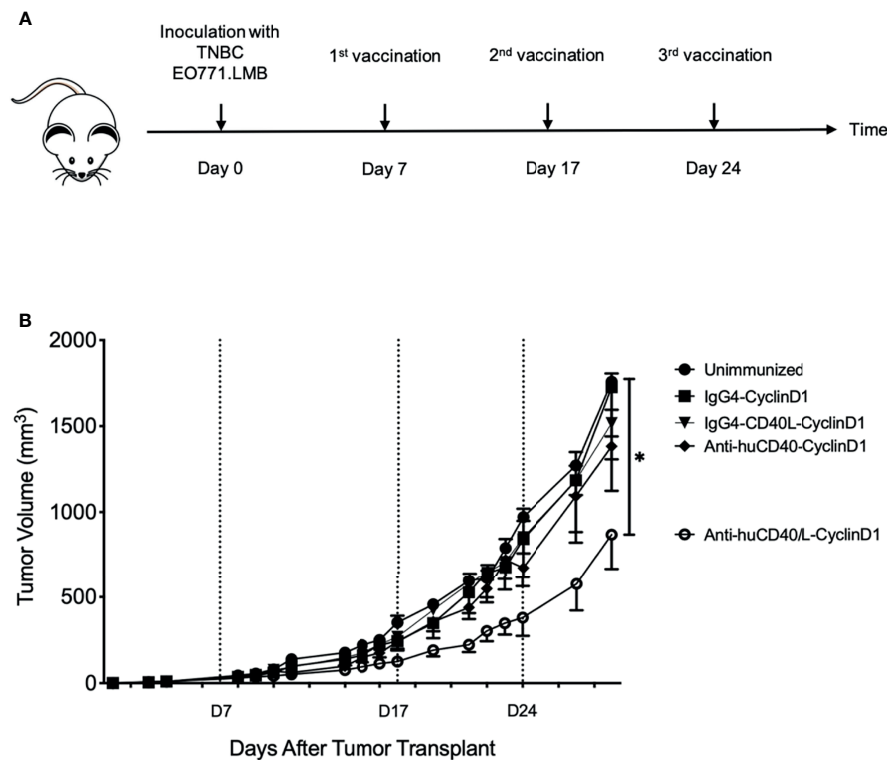 A
Inoculation with
TNBC
EO771.LMB
1st vaccination
2nd vaccination
3rd vaccination
Time
Day 0
Day 7
Day 17
Day 24
B
Tumor Volume (mm³)
2000
1500
1000
500
0
D7
D17
D24
Days After Tumor Transplant
Unimmunized
IgG4-CyclinD1
IgG4-CD40L-CyclinD1
Anti-huCD40-CyclinD1
*
Anti-huCD40/L-CyclinD1